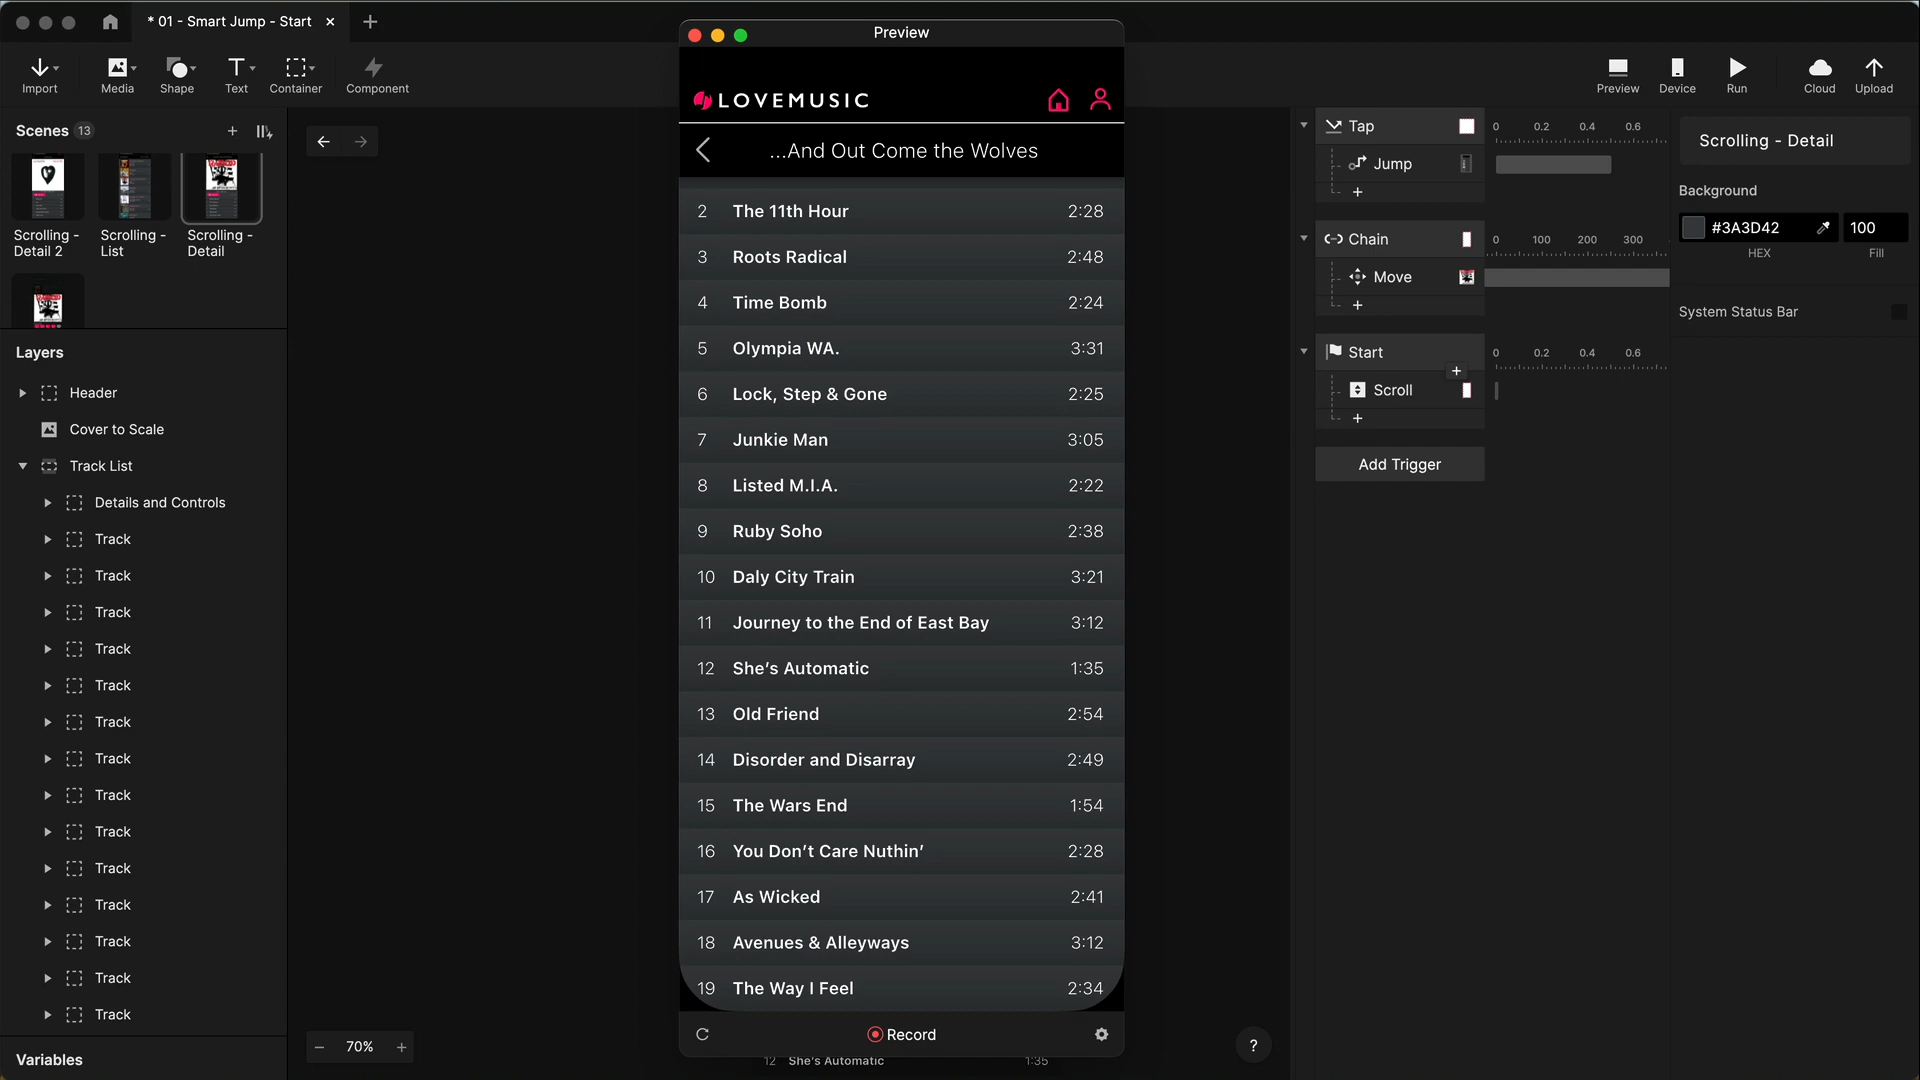 * 01 - Smart Jump - Start
Import
Media
Shape
Text
Container
Component
Preview
Device
Run
Cloud
Upload
Scenes 13
Scrolling - Detail 2
Scrolling - List
Scrolling - Detail
Layers
Header
Cover to Scale
Track List
Details and Controls
Track
Track
Track
Track
Track
Track
Track
Track
Track
Track
Track
Track
Track
Track
Variables
70%
Preview
LOVEMUSIC
...And Out Come the Wolves
2 The 11th Hour 2:28
3 Roots Radical 2:48
4 Time Bomb 2:24
5 Olympia WA. 3:31
6 Lock, Step & Gone 2:25
7 Junkie Man 3:05
8 Listed M.I.A. 2:22
9 Ruby Soho 2:38
10 Daly City Train 3:21
11 Journey to the End of East Bay 3:12
12 She's Automatic 1:35
13 Old Friend 2:54
14 Disorder and Disarray 2:49
15 The Wars End 1:54
16 You Don't Care Nuthin' 2:28
17 As Wicked 2:41
18 Avenues & Alleyways 3:12
19 The Way I Feel 2:34
Record
12 She's Automatic 1:35
?
Tap
0 0.2 0.4 0.6
Jump
Chain
0 100 200 300
Move
Start
0 0.2 0.4 0.6
Scroll
Add Trigger
Scrolling - Detail
Background
#3A3D42 100
HEX Fill
System Status Bar